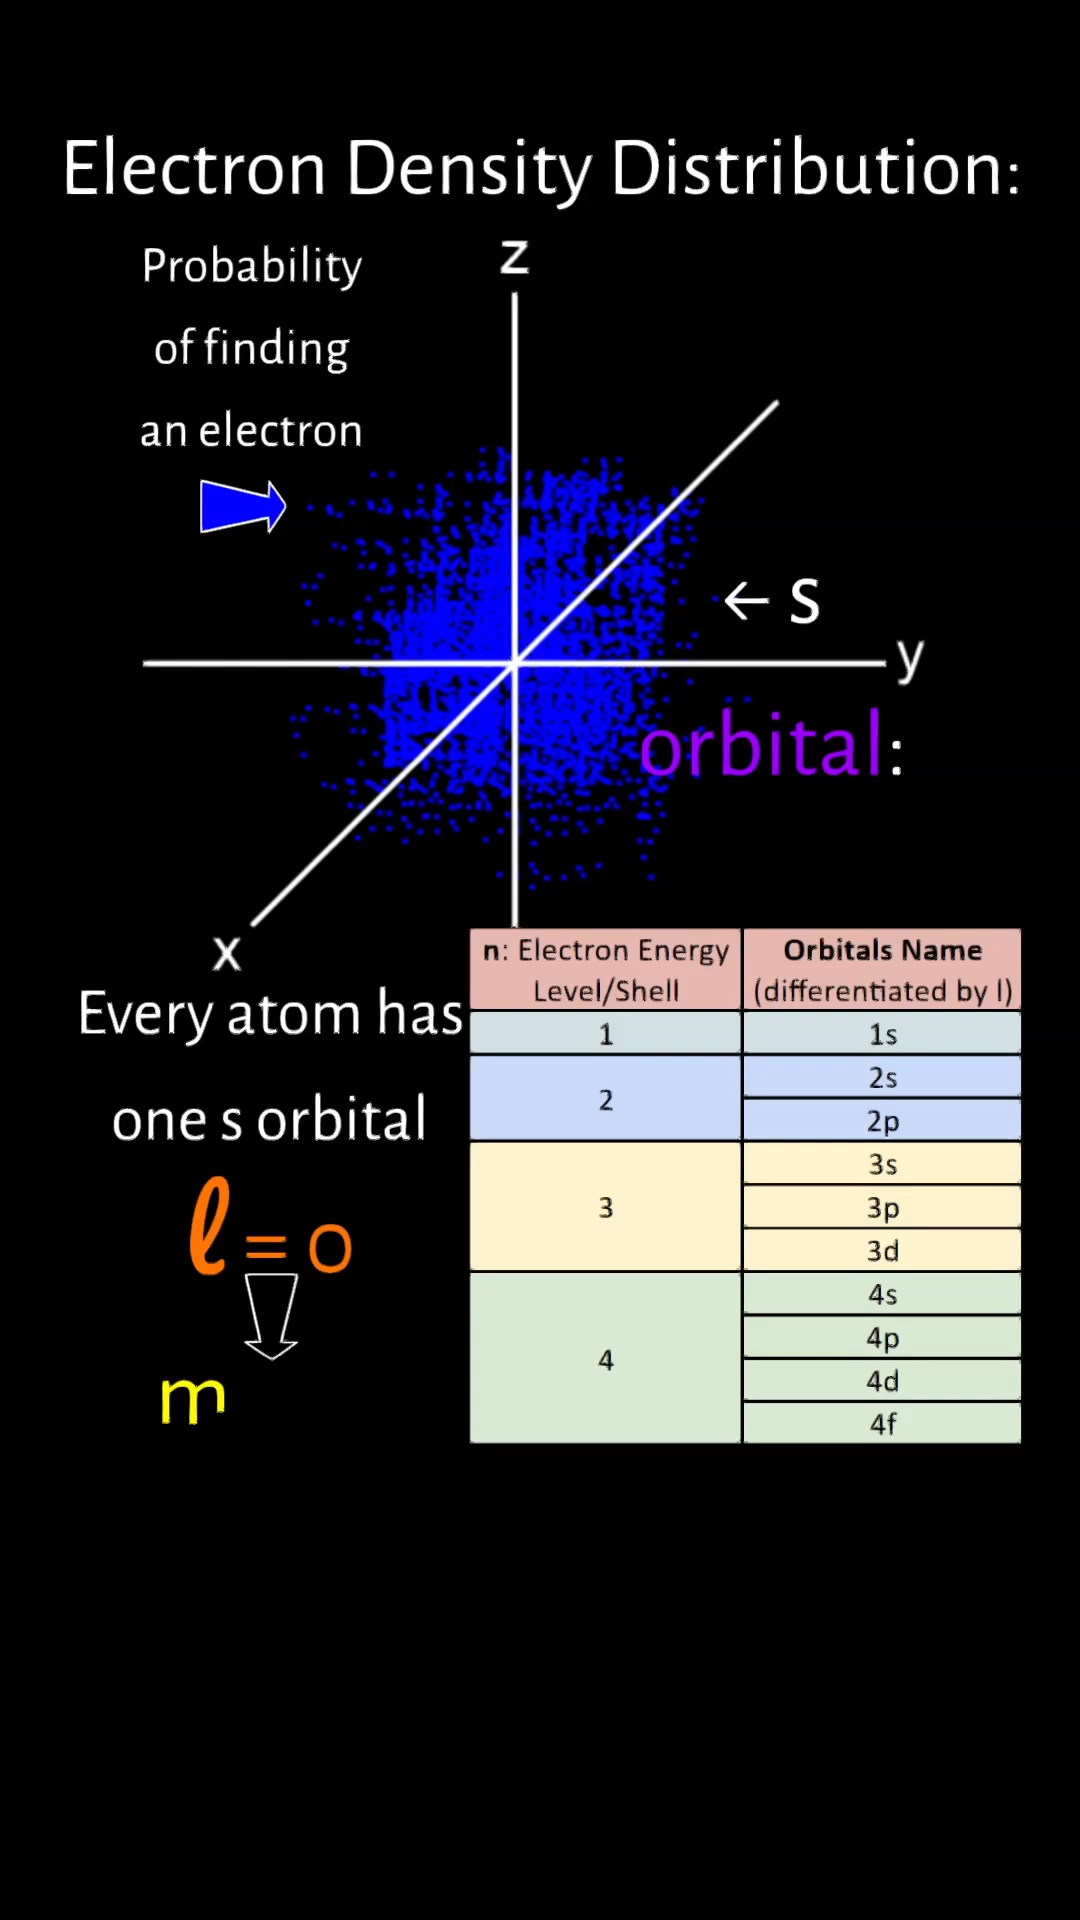 Electron Density Distribution:
Probability
of finding
an electron
z
← s
y
orbital:
x
Every atom has
one s orbital
ℓ = 0
m
n: Electron Energy
Level/Shell
Orbitals Name
(differentiated by l)
1
1s
2
2s
2p
3
3s
3p
3d
4
4s
4p
4d
4f